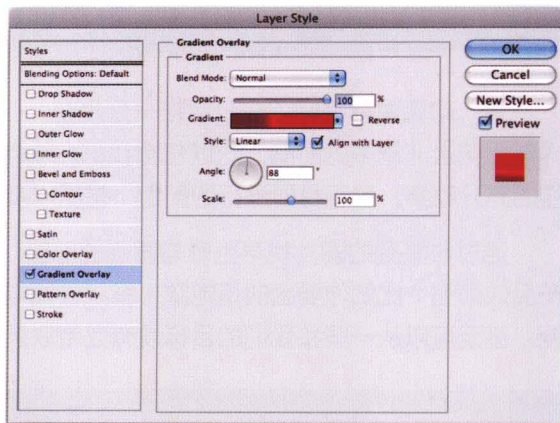 Layer Style
Styles
Blending Options: Default
Drop Shadow
Inner Shadow
Outer Glow
Inner Glow
Bevel and Emboss
Contour
Texture
Satin
Color Overlay
Gradient Overlay
Pattern Overlay
Stroke
Gradient Overlay
Gradient
Blend Mode: Normal
Opacity: 100 %
Gradient: Reverse
Style: Linear Align with Layer
Angle: 88 °
Scale: 100 %
OK
Cancel
New Style...
Preview